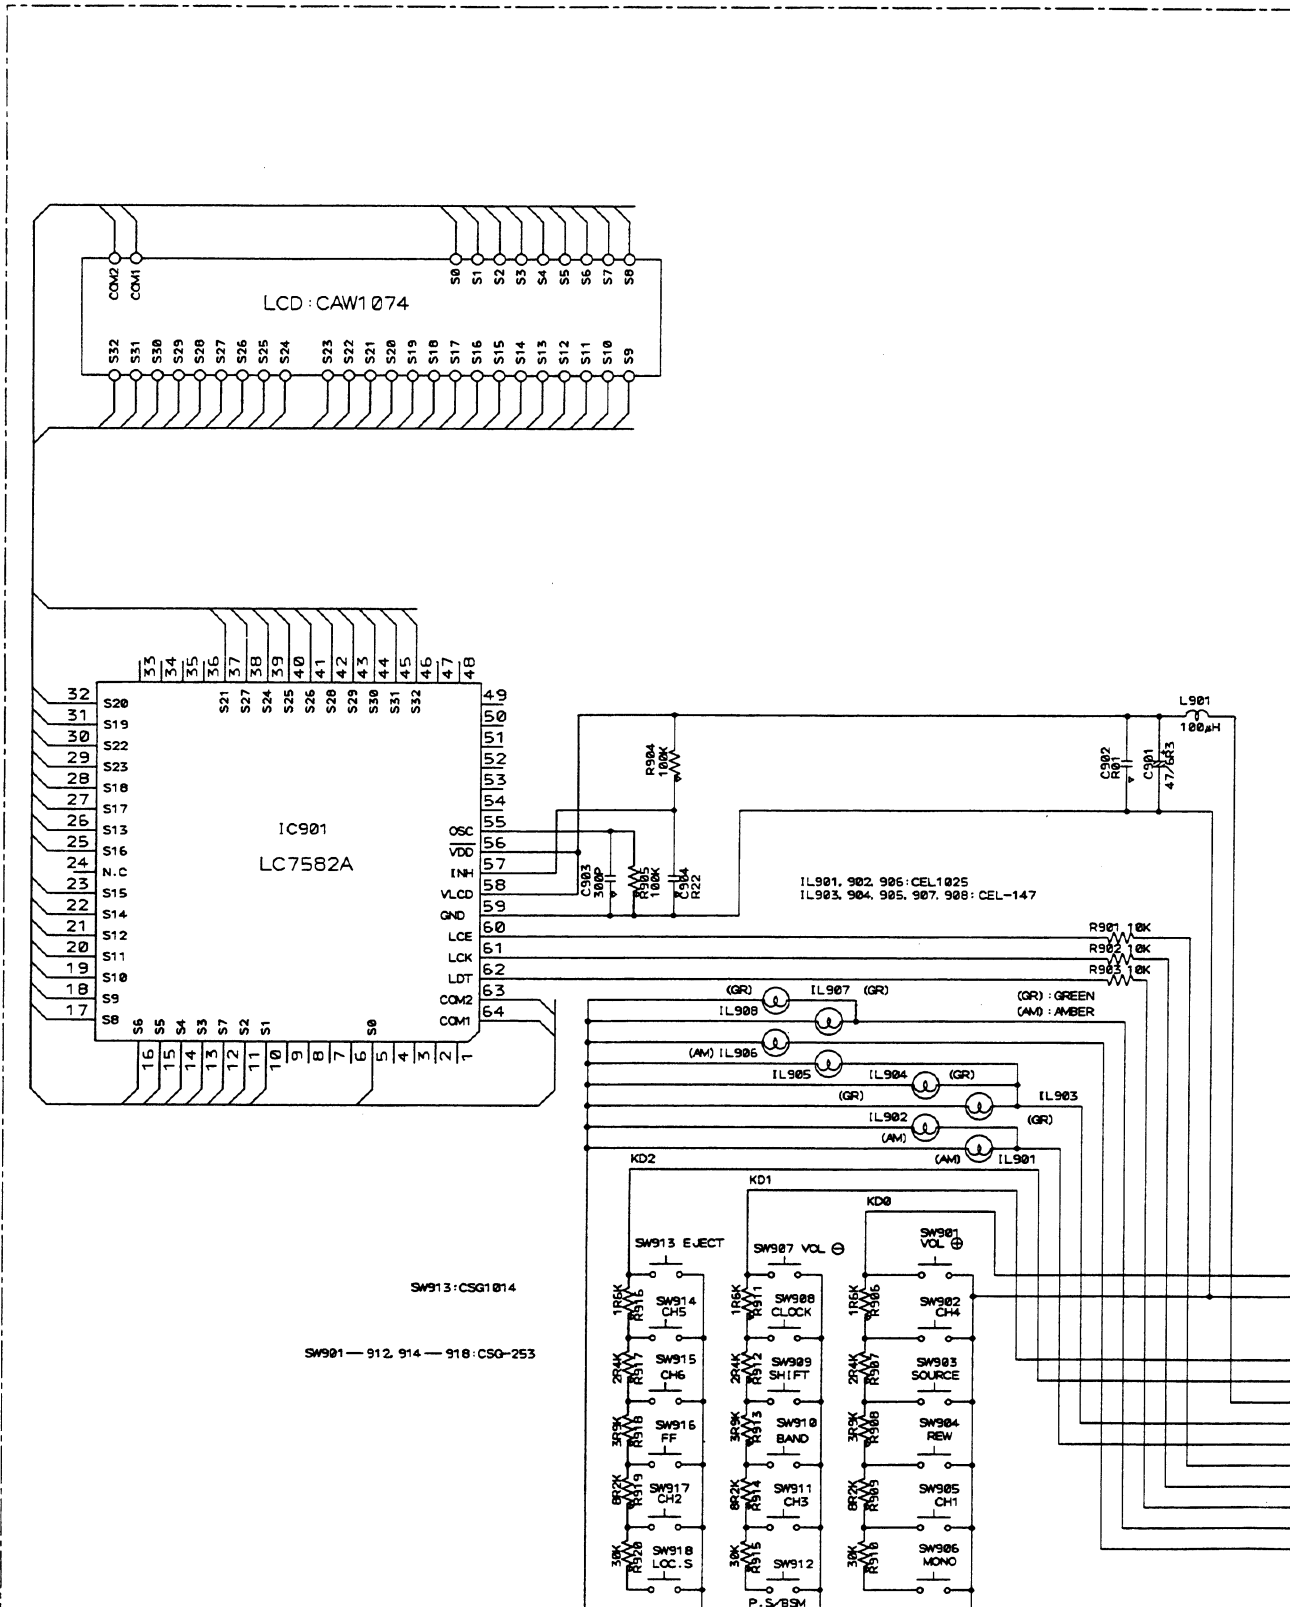 COM2 COM1 S0 S1 S2 S3 S4 S5 S6 S7 S8
LCD:CAW1074
S32 S31 S30 S29 S28 S27 S26 S25 S24 S23 S22 S21 S20 S19 S18 S17 S16 S15 S14 S13 S12 S11 S10 S9
33 34 35 36 37 38 39 40 41 42 43 44 45 46 47 48
S21 S27 S24 S25 S26 S28 S29 S30 S31 S32
32 S20
31 S19
30 S22
29 S23
28 S18
27 S17
26 S13
25 S16
24 N.C
23 S15
22 S14
21 S12
20 S11
19 S10
18 S9
17 S8
IC901
LC7582A
49
50
51
52
53
54
OSC 55
VDD 56
INH 57
VLCD 58
GND 59
LCE 60
LCK 61
LDT 62
COM2 63
COM1 64
S6 S5 S4 S3 S7 S2 S1 S0
16 15 14 13 12 11 10 9 8 7 6 5 4 3 2 1
L901
100µH
R904
100K
C902
R01
C901
47/6R3
C903
300P
R905
100K
C904
R22
IL901, 902, 906:CEL1025
IL903, 904, 905, 907, 908: CEL-147
R901 10K
R902 10K
R903 10K
(GR) IL907 (GR)
IL908
(GR) : GREEN
(AM) : AMBER
(AM) IL906
IL905 IL904 (GR)
(GR) IL903
IL902 (GR)
(AM)
(AM) IL901
KD2
KD1
KD0
SW913 EJECT
SW907 VOL ⊖
SW901
VOL ⊕
SW913:CSG1014
1R6K
R916
SW914
CH5
1R6K
R911
SW908
CLOCK
1R6K
R906
SW902
CH4
SW901 — 912, 914 — 918:CSG-253
2R4K
R917
SW915
CH6
2R4K
R912
SW909
SHIFT
2R4K
R907
SW903
SOURCE
3R9K
R918
SW916
FF
3R9K
R913
SW910
BAND
3R9K
R908
SW904
REW
8R2K
R919
SW917
CH2
8R2K
R914
SW911
CH3
8R2K
R909
SW905
CH1
30K
R920
SW918
LOC.S
30K
R915
SW912
P.S/BSM
30K
R910
SW906
MONO